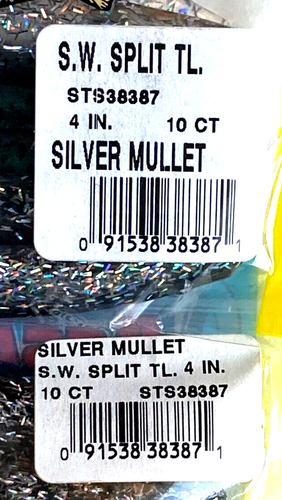 S.W. SPLIT TL.
STS38387
4 IN. 10 CT
SILVER MULLET
0 91538 38387 1
SILVER MULLET
S.W. SPLIT TL. 4 IN.
10 CT STS38387
0 91538 38387 1